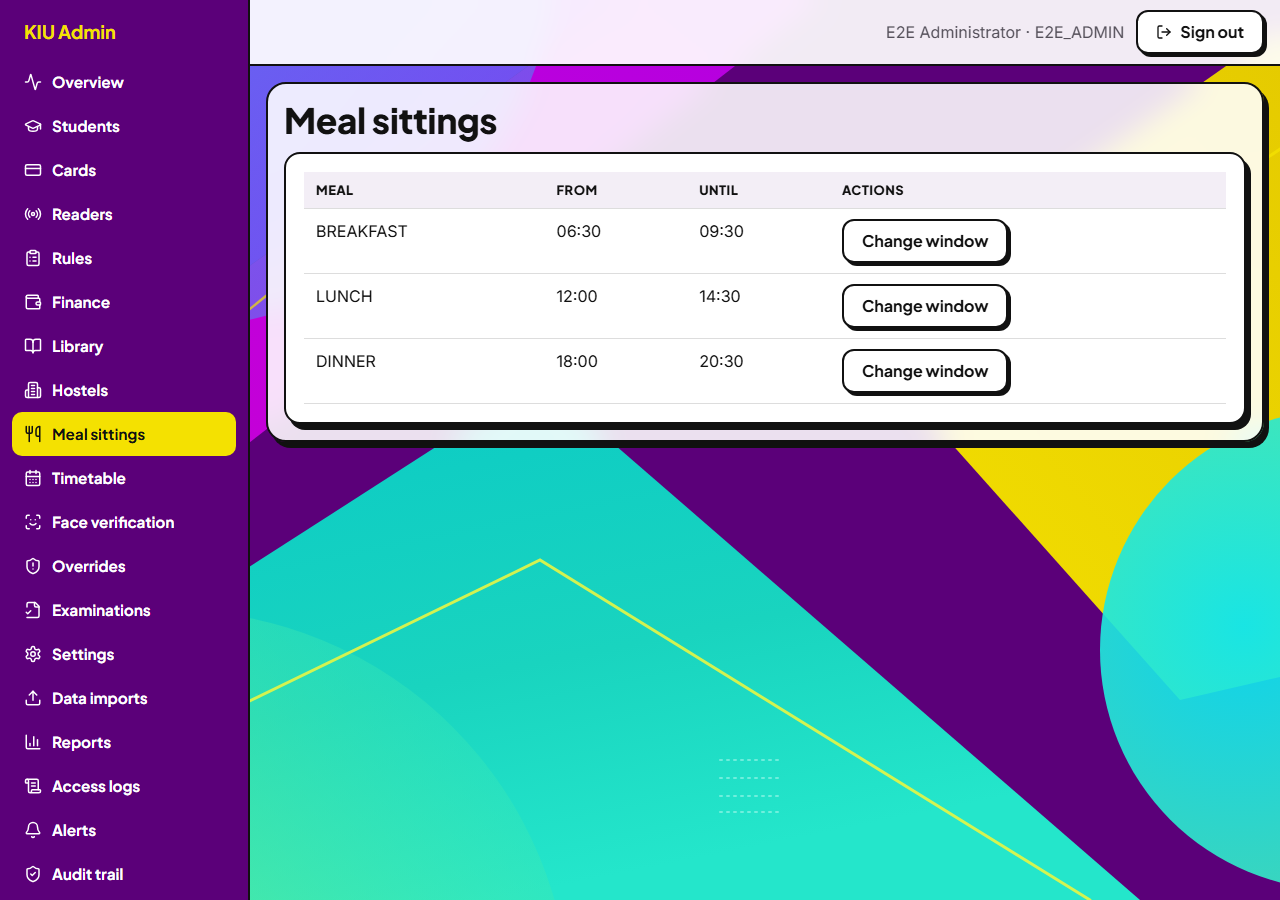 KIU Admin
Overview
Students
Cards
Readers
Rules
Finance
Library
Hostels
Meal sittings
Timetable
Face verification
Overrides
Examinations
Settings
Data imports
Reports
Access logs
Alerts
Audit trail
E2E Administrator · E2E_ADMIN
Sign out
Meal sittings
MEAL FROM UNTIL ACTIONS
BREAKFAST 06:30 09:30 Change window
LUNCH 12:00 14:30 Change window
DINNER 18:00 20:30 Change window